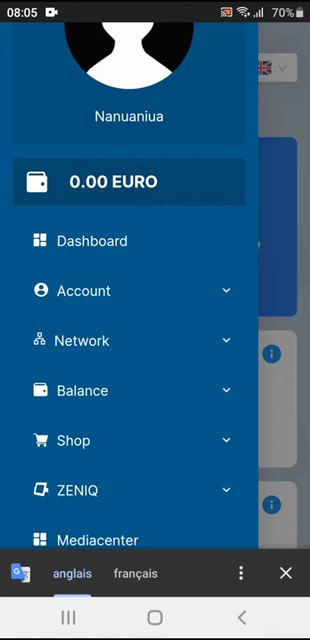 08:05
70%
Nanuaniua
0.00 EURO
Dashboard
Account
Network
Balance
Shop
ZENIQ
Mediacenter
anglais français